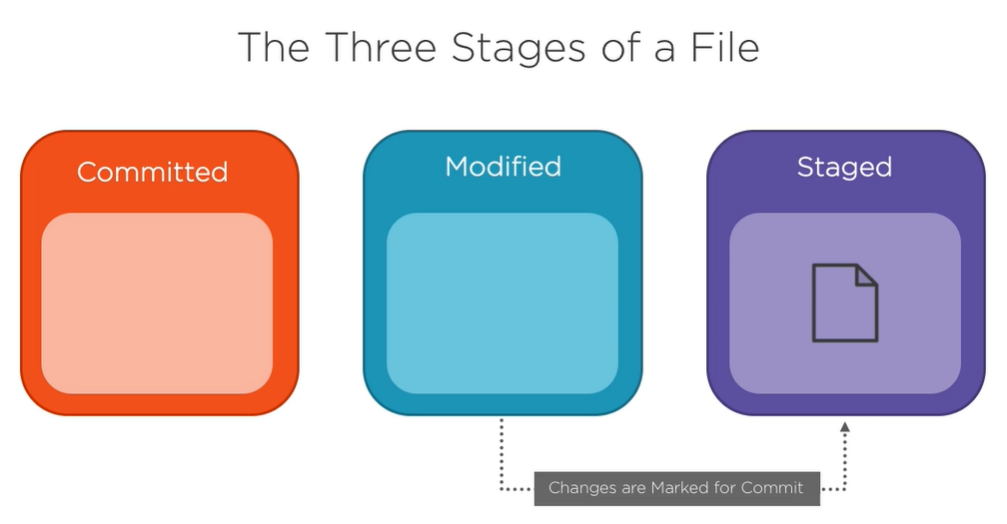 The Three Stages of a File
Committed
Modified
Staged
Changes are Marked for Commit